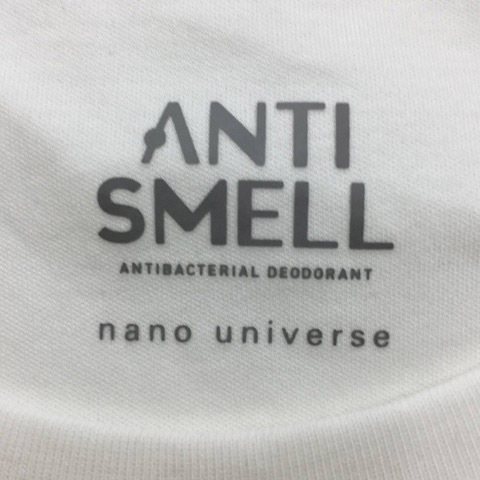 ANTI
SMELL
ANTIBACTERIAL DEODORANT
nano universe